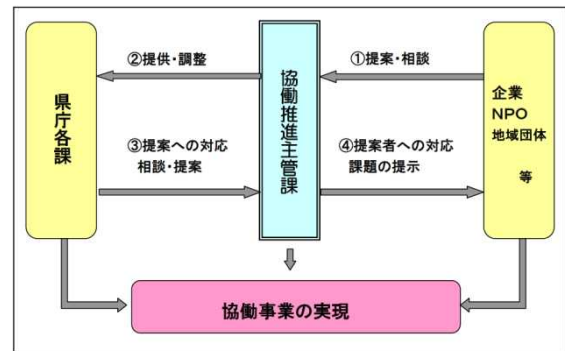 ②提供・調整
①提案・相談
県庁各課
協働推進主管課
企業
NPO
地域団体
等
③提案への対応
相談・提案
④提案者への対応
課題の提示
協働事業の実現